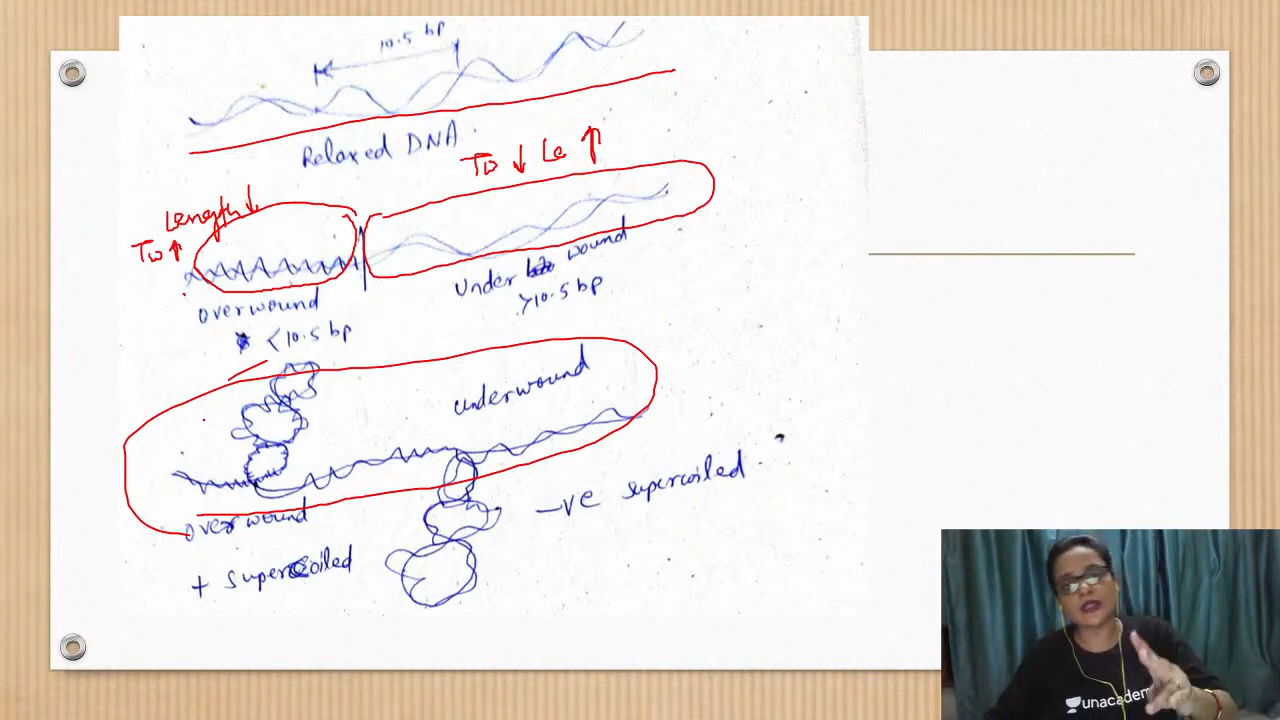 10.5 bp
Relaxed DNA
Tw ↓ Le ↑
Length ↓
Tw ↑
overwound
< 10.5 bp
Under wound
>10.5 bp
underwound
overwound
+ supercoiled
-ve supercoiled
unacadem